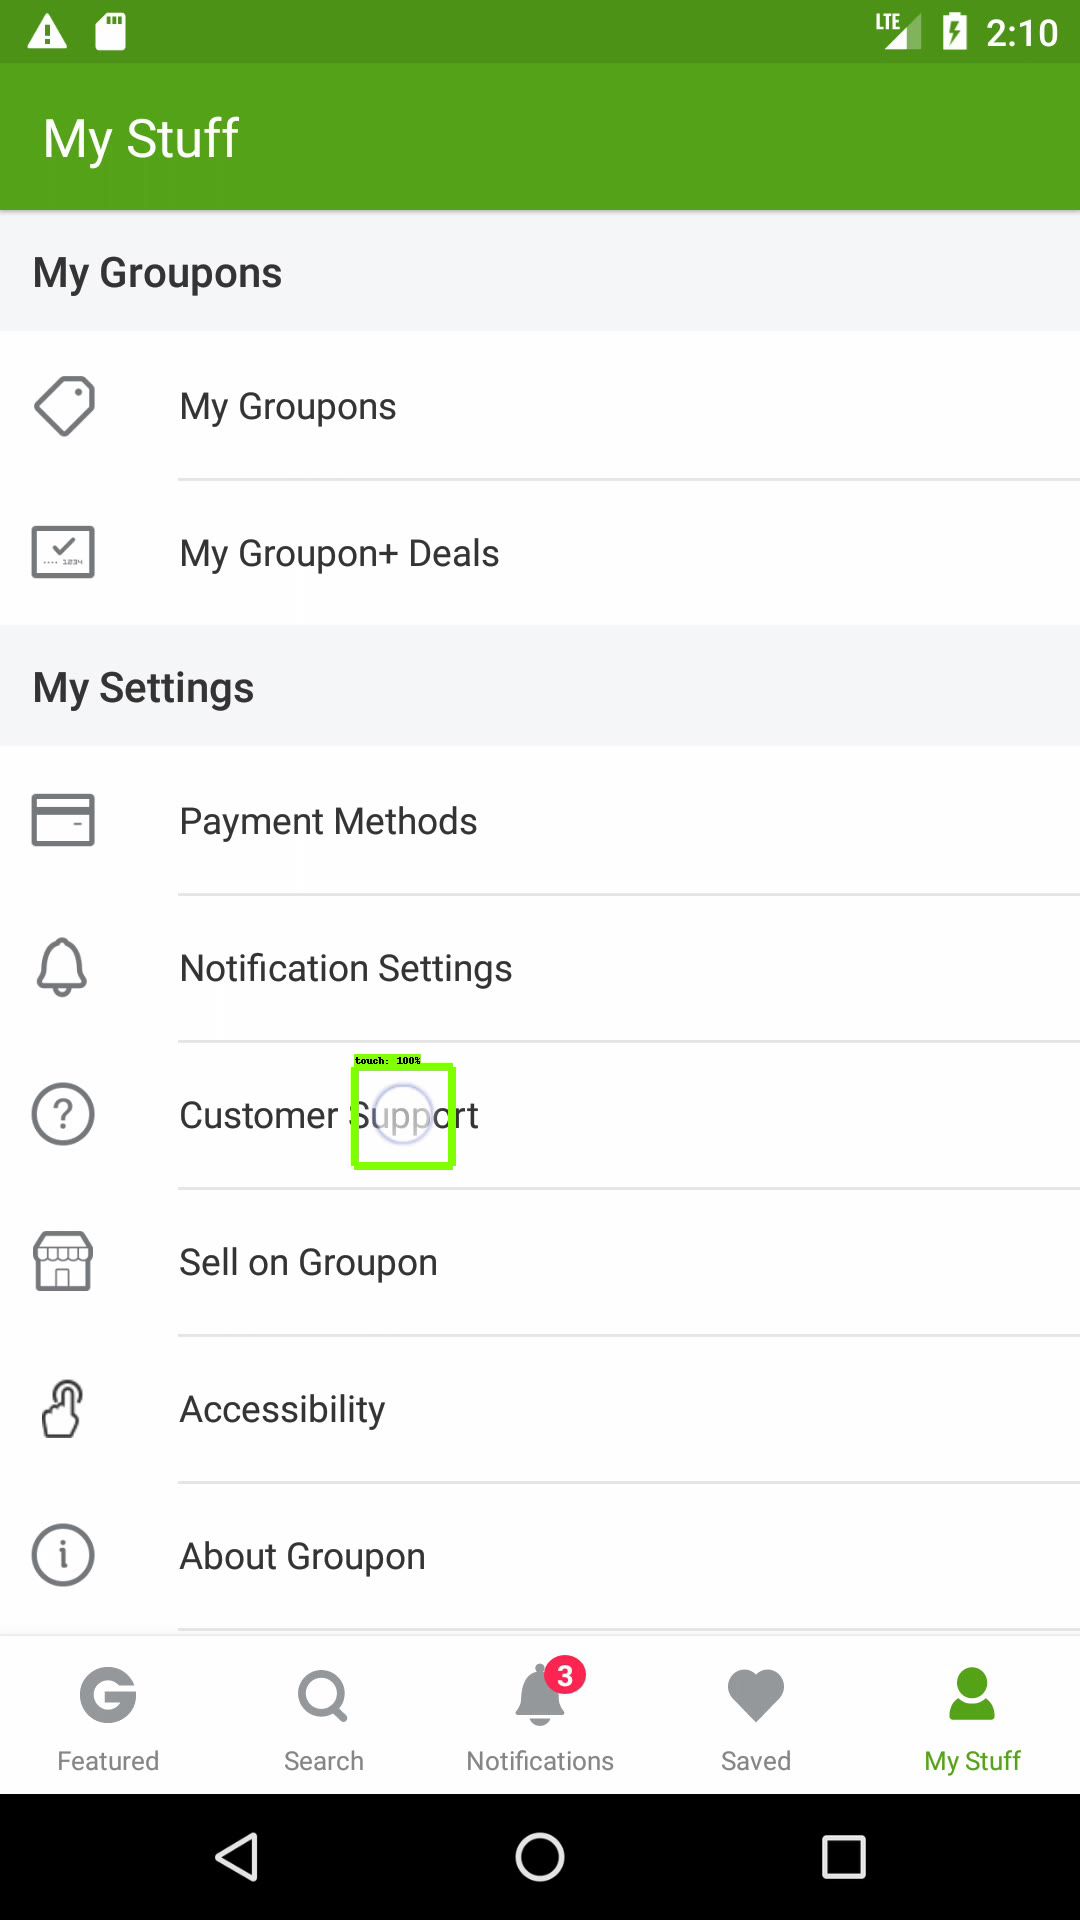 LTE 2:10
My Stuff
My Groupons
My Groupons
1234
My Groupon+ Deals
My Settings
Payment Methods
Notification Settings
touch: 100%
? Customer Support
Sell on Groupon
Accessibility
i About Groupon
G 3
Featured Search Notifications Saved My Stuff